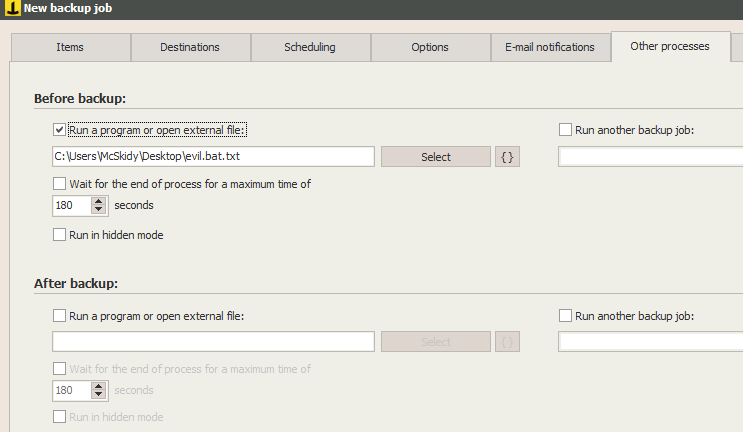 New backup job
Items Destinations Scheduling Options E-mail notifications Other processes
Before backup:
Run a program or open external file: Run another backup job:
C:\Users\McSkidy\Desktop\evil.bat.txt Select {}
Wait for the end of process for a maximum time of
180 seconds
Run in hidden mode
After backup:
Run a program or open external file: Run another backup job:
Select {}
Wait for the end of process for a maximum time of
180 seconds
Run in hidden mode